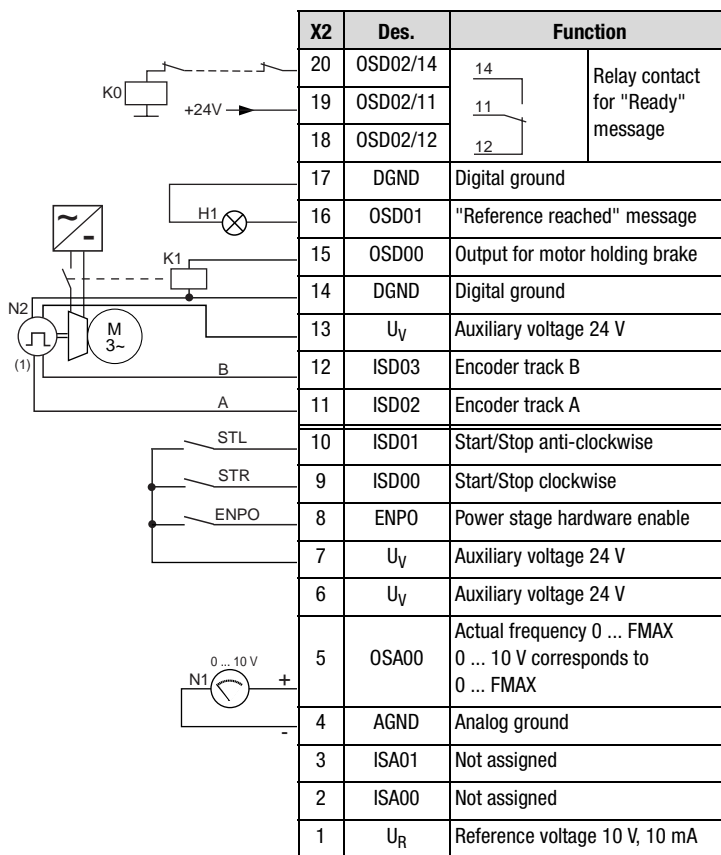 X2 Des. Function
20 OSD02/14 14 Relay contact
K0 +24V 19 OSD02/11 11 for "Ready"
18 OSD02/12 12 message
17 DGND Digital ground
H1 16 OSD01 "Reference reached" message
K1 15 OSD00 Output for motor holding brake
14 DGND Digital ground
N2 M 3~ 13 UV Auxiliary voltage 24 V
(1) B 12 ISD03 Encoder track B
A 11 ISD02 Encoder track A
STL 10 ISD01 Start/Stop anti-clockwise
STR 9 ISD00 Start/Stop clockwise
ENPO 8 ENPO Power stage hardware enable
7 UV Auxiliary voltage 24 V
6 UV Auxiliary voltage 24 V
Actual frequency 0 ... FMAX
0 ... 10 V 5 OSA00 0 ... 10 V corresponds to
N1 + 0 ... FMAX
- 4 AGND Analog ground
3 ISA01 Not assigned
2 ISA00 Not assigned
1 UR Reference voltage 10 V, 10 mA